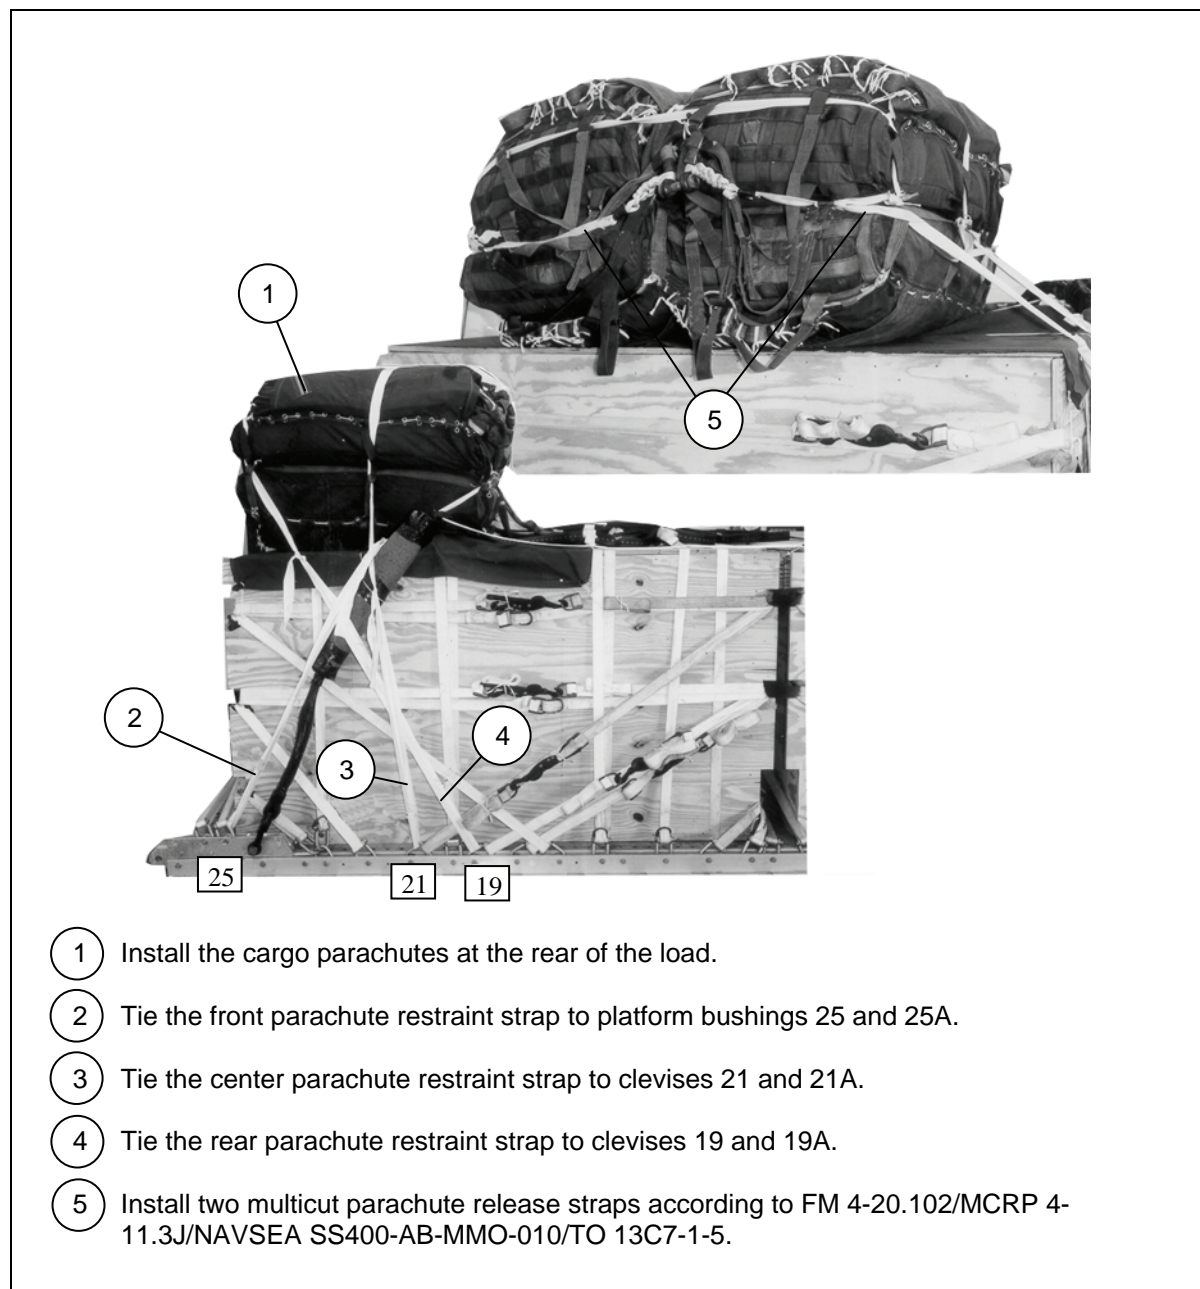 1
5
2
3
4
25
21
19
1 Install the cargo parachutes at the rear of the load.
2 Tie the front parachute restraint strap to platform bushings 25 and 25A.
3 Tie the center parachute restraint strap to clevises 21 and 21A.
4 Tie the rear parachute restraint strap to clevises 19 and 19A.
5 Install two multicut parachute release straps according to FM 4-20.102/MCRP 4-
11.3J/NAVSEA SS400-AB-MMO-010/TO 13C7-1-5.